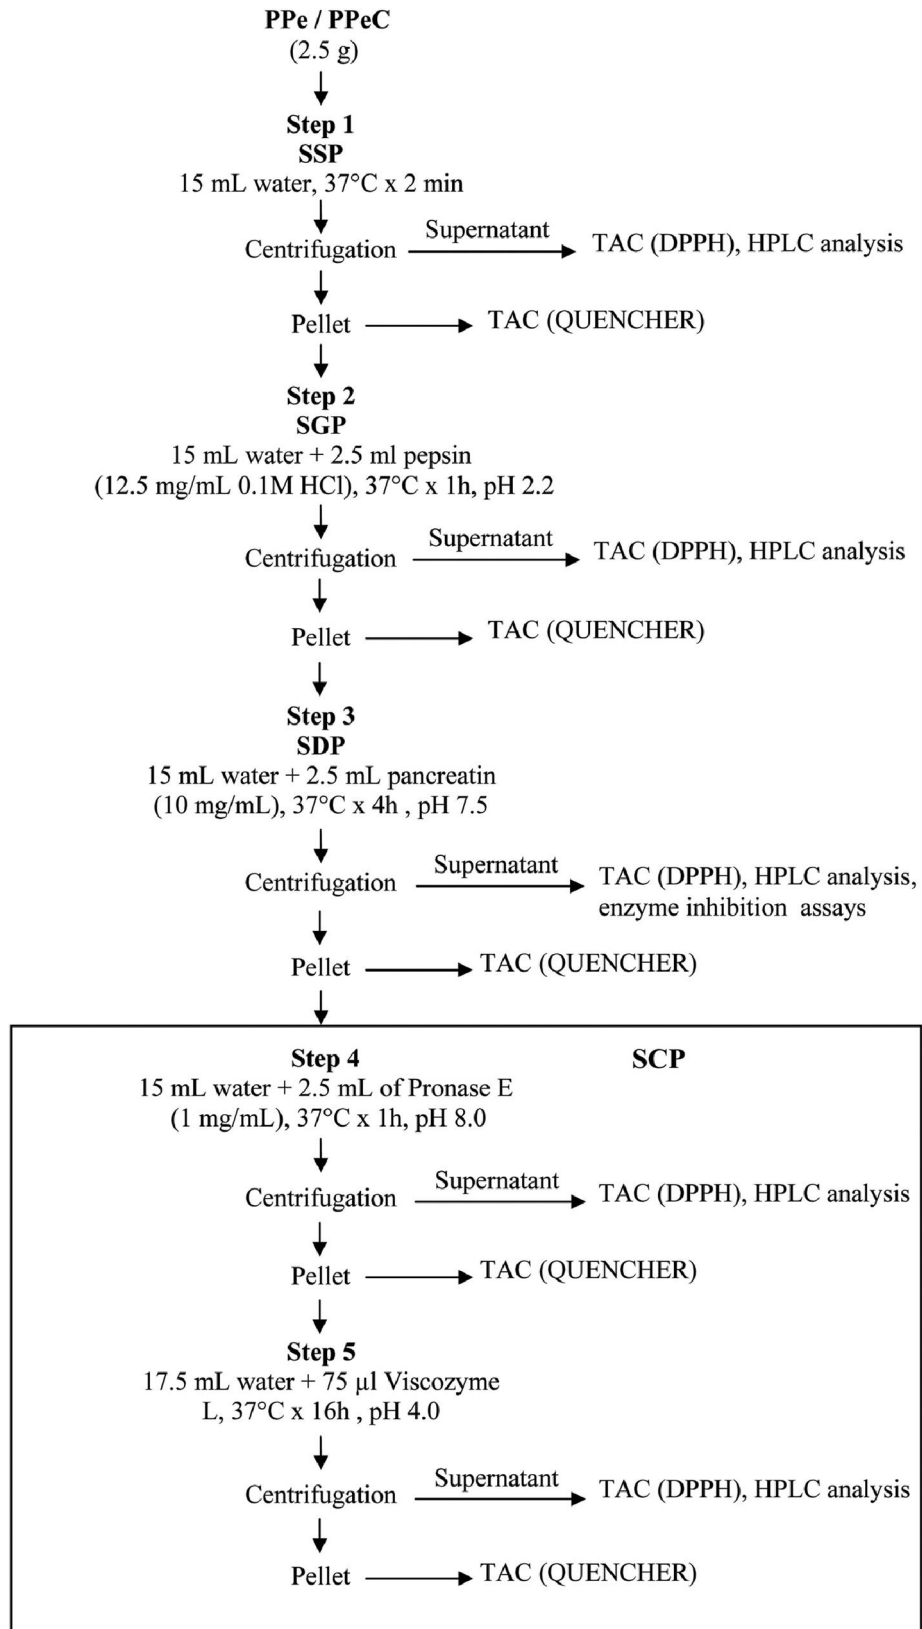 PPe / PPeC
(2.5 g)
Step 1
SSP
15 mL water, 37°C x 2 min
Supernatant
Centrifugation
TAC (DPPH), HPLC analysis
Pellet
TAC (QUENCHER)
Step 2
SGP
15 mL water + 2.5 ml pepsin
(12.5 mg/mL 0.1M HCl), 37°C x 1h, pH 2.2
Supernatant
Centrifugation
TAC (DPPH), HPLC analysis
Pellet
TAC (QUENCHER)
Step 3
SDP
15 mL water + 2.5 mL pancreatin
(10 mg/mL), 37°C x 4h , pH 7.5
Supernatant
Centrifugation
TAC (DPPH), HPLC analysis,
enzyme inhibition assays
Pellet
TAC (QUENCHER)
Step 4
SCP
15 mL water + 2.5 mL of Pronase E
(1 mg/mL), 37°C x 1h, pH 8.0
Supernatant
Centrifugation
TAC (DPPH), HPLC analysis
Pellet
TAC (QUENCHER)
Step 5
17.5 mL water + 75 µl Viscozyme
L, 37°C x 16h , pH 4.0
Supernatant
Centrifugation
TAC (DPPH), HPLC analysis
Pellet
TAC (QUENCHER)